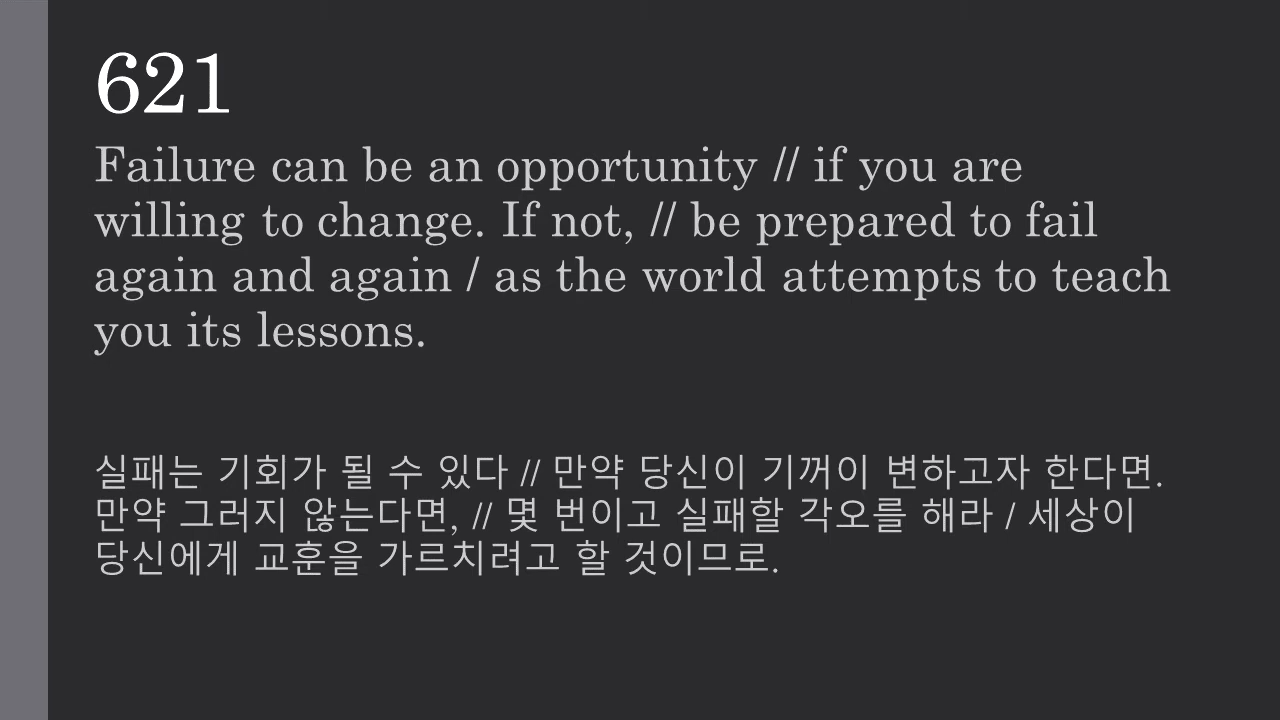 621
Failure can be an opportunity // if you are
willing to change. If not, // be prepared to fail
again and again / as the world attempts to teach
you its lessons.
실패는 기회가 될 수 있다 // 만약 당신이 기꺼이 변하고자 한다면.
만약 그러지 않는다면, // 몇 번이고 실패할 각오를 해라 / 세상이
당신에게 교훈을 가르치려고 할 것이므로.